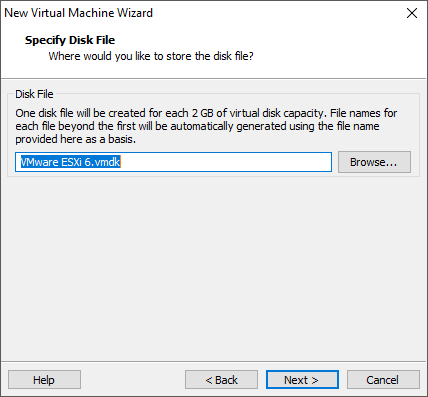 New Virtual Machine Wizard
Specify Disk File
Where would you like to store the disk file?
Disk File
One disk file will be created for each 2 GB of virtual disk capacity. File names for
each file beyond the first will be automatically generated using the file name
provided here as a basis.
VMware ESXi 6.vmdk
Browse...
Help
< Back
Next >
Cancel